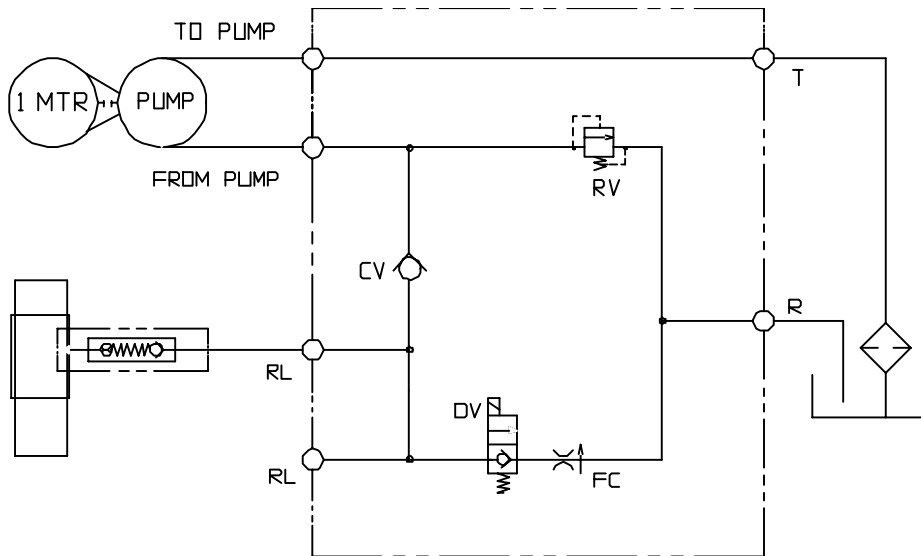 TO PUMP
T
1 MTR
PUMP
FROM PUMP
RV
CV
R
RL
DV
RL
FC